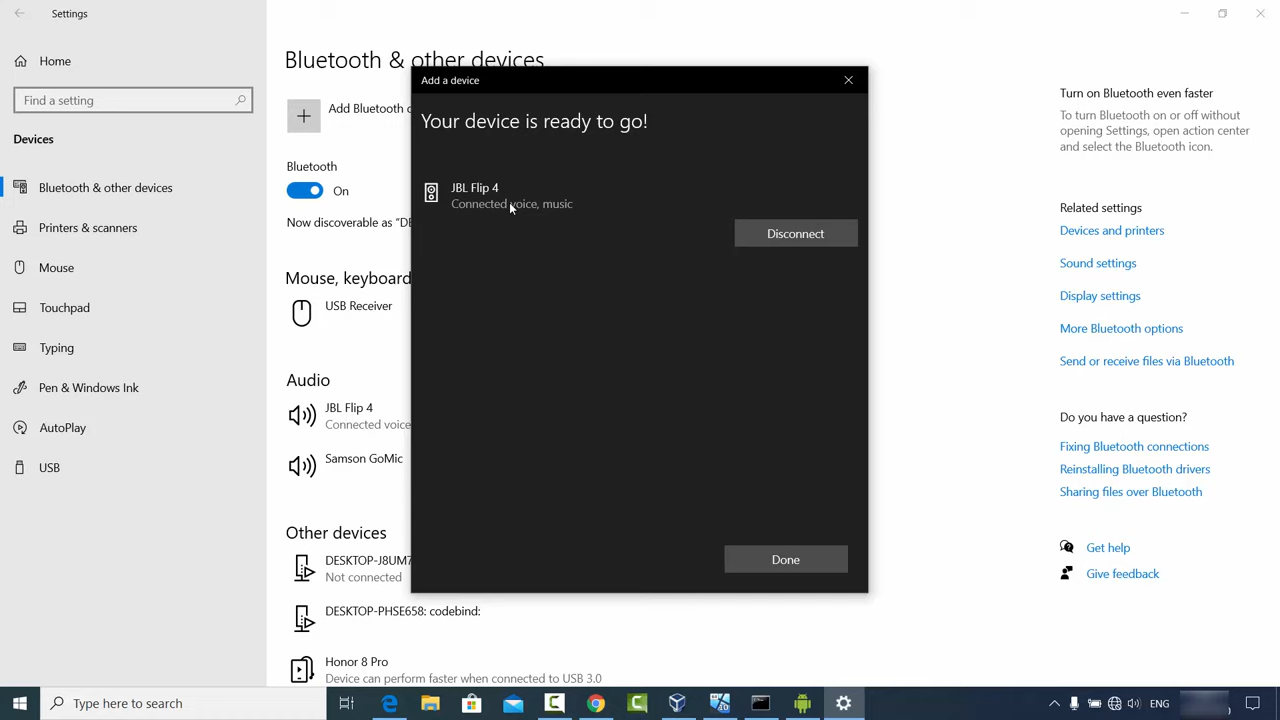 Settings
Home
Find a setting
Devices
Bluetooth & other devices
Printers & scanners
Mouse
Touchpad
Typing
Pen & Windows Ink
AutoPlay
USB
Bluetooth & other devices
Add Bluetooth
Bluetooth
On
Now discoverable as "DE
Mouse, keyboard
USB Receiver
Audio
JBL Flip 4
Connected voice
Samson GoMic
Other devices
DESKTOP-J8UM7
Not connected
DESKTOP-PHSE658: codebind:
Honor 8 Pro
Device can perform faster when connected to USB 3.0
Add a device
Your device is ready to go!
JBL Flip 4
Connected voice, music
Disconnect
Done
Turn on Bluetooth even faster
To turn Bluetooth on or off without
opening Settings, open action center
and select the Bluetooth icon.
Related settings
Devices and printers
Sound settings
Display settings
More Bluetooth options
Send or receive files via Bluetooth
Do you have a question?
Fixing Bluetooth connections
Reinstalling Bluetooth drivers
Sharing files over Bluetooth
Get help
Give feedback
Type here to search
ENG